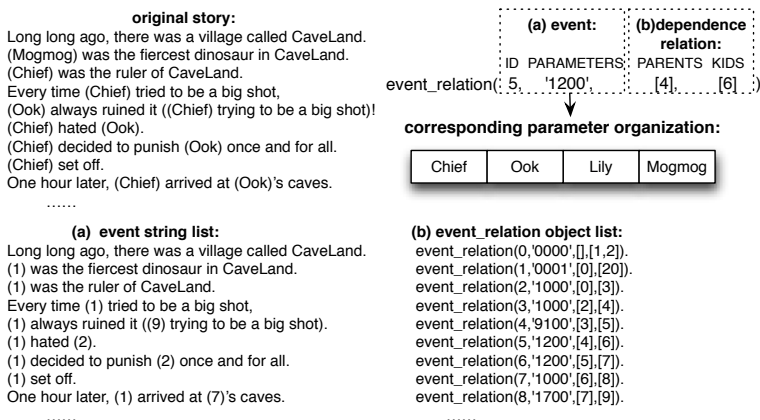 original story:
Long long ago, there was a village called CaveLand.
(Mogmog) was the fiercest dinosaur in CaveLand.
(Chief) was the ruler of CaveLand.
Every time (Chief) tried to be a big shot,
(Ook) always ruined it ((Chief) trying to be a big shot)!
(Chief) hated (Ook).
(Chief) decided to punish (Ook) once and for all.
(Chief) set off.
One hour later, (Chief) arrived at (Ook)'s caves.
……
(a) event:
(b)dependence
relation:
ID PARAMETERS PARENTS KIDS
event_relation( 5, '1200', [4], [6] )
corresponding parameter organization:
Chief Ook Lily Mogmog
(a) event string list:
Long long ago, there was a village called CaveLand.
(1) was the fiercest dinosaur in CaveLand.
(1) was the ruler of CaveLand.
Every time (1) tried to be a big shot,
(1) always ruined it ((9) trying to be a big shot).
(1) hated (2).
(1) decided to punish (2) once and for all.
(1) set off.
One hour later, (1) arrived at (7)'s caves.
……
(b) event_relation object list:
event_relation(0,'0000',[],[1,2]).
event_relation(1,'0001',[0],[20]).
event_relation(2,'1000',[0],[3]).
event_relation(3,'1000',[2],[4]).
event_relation(4,'9100',[3],[5]).
event_relation(5,'1200',[4],[6]).
event_relation(6,'1200',[5],[7]).
event_relation(7,'1000',[6],[8]).
event_relation(8,'1700',[7],[9]).
……